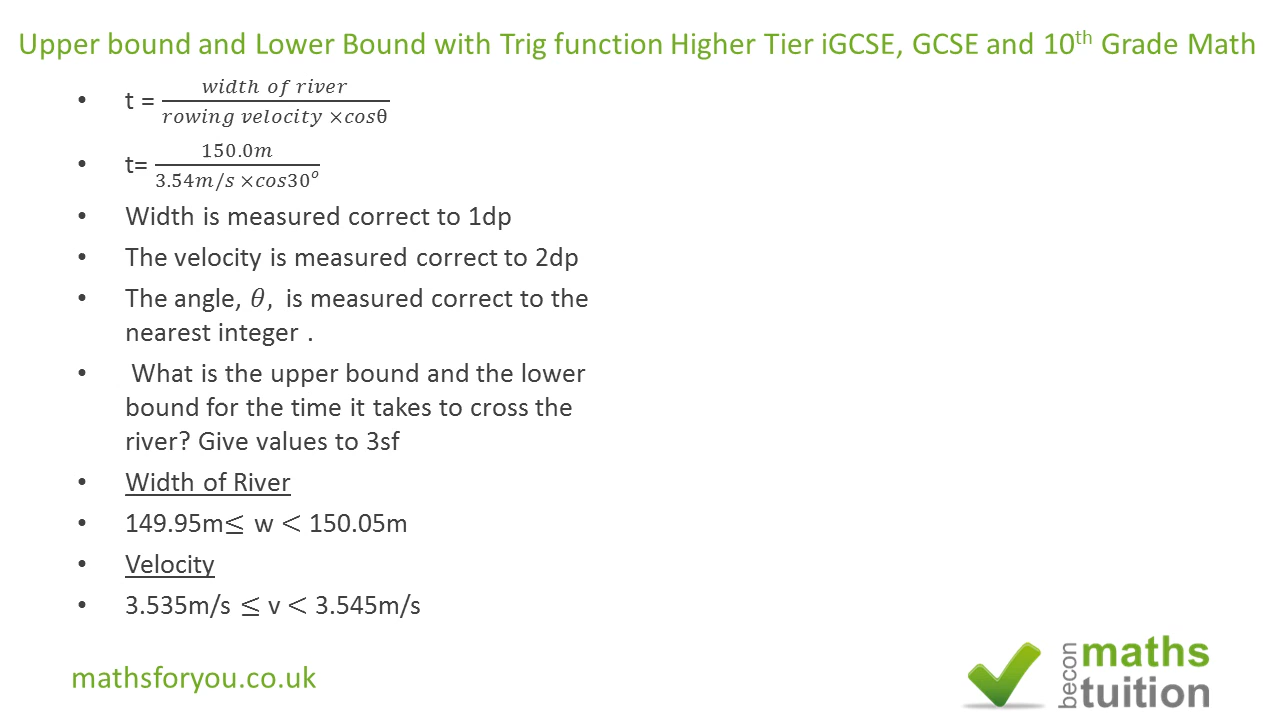 Upper bound and Lower Bound with Trig function Higher Tier iGCSE, GCSE and 10th Grade Math
• t = width of river / rowing velocity ×cosθ
• t= 150.0m / 3.54m/s ×cos30°
• Width is measured correct to 1dp
• The velocity is measured correct to 2dp
• The angle, θ, is measured correct to the
nearest integer .
• What is the upper bound and the lower
bound for the time it takes to cross the
river? Give values to 3sf
• Width of River
• 149.95m≤ w < 150.05m
• Velocity
• 3.535m/s ≤ v < 3.545m/s
mathsforyou.co.uk
becon
maths
tuition